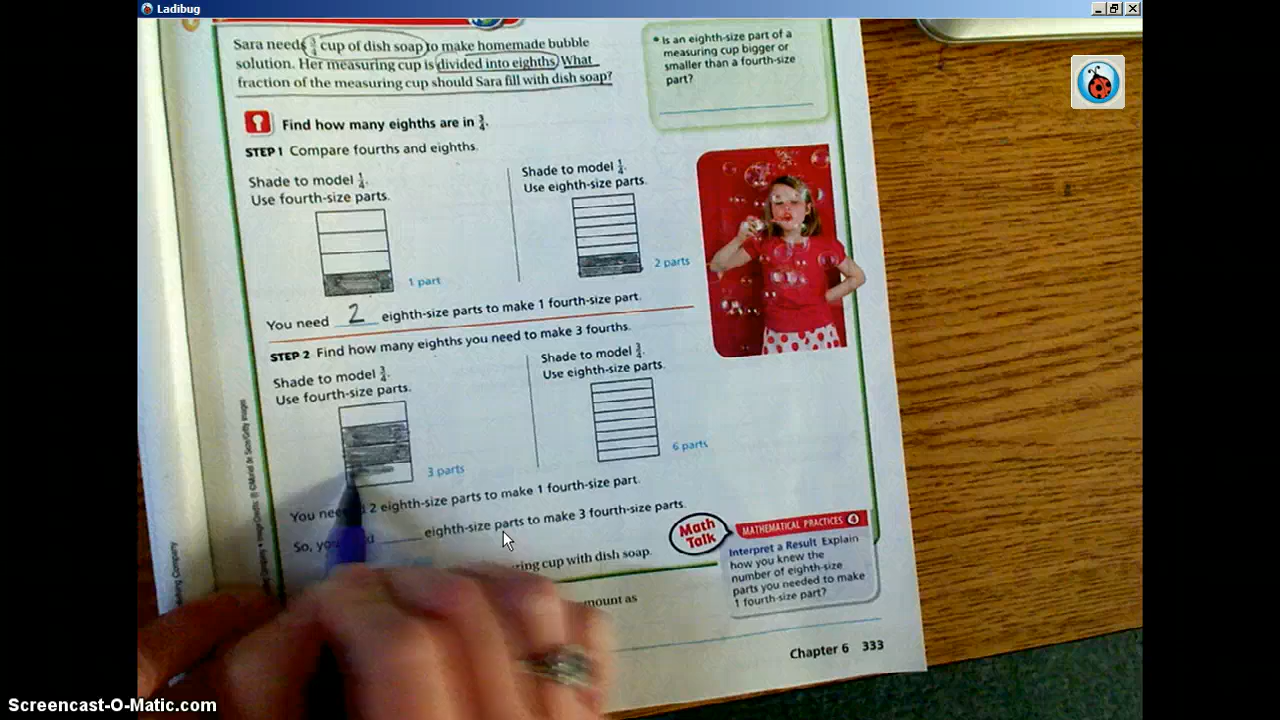 Ladibug
Sara needs 3/4 cup of dish soap to make homemade bubble
solution. Her measuring cup is divided into eighths. What
fraction of the measuring cup should Sara fill with dish soap?
• Is an eighth-size part of a
measuring cup bigger or
smaller than a fourth-size
part?
Find how many eighths are in 3/4.
STEP 1 Compare fourths and eighths.
Shade to model 1/4.
Use fourth-size parts.
1 part
Shade to model 1/4.
Use eighth-size parts.
2 parts
You need 2 eighth-size parts to make 1 fourth-size part.
STEP 2 Find how many eighths you need to make 3 fourths.
Shade to model 3/4.
Use fourth-size parts.
3 parts
Shade to model 3/4.
Use eighth-size parts.
6 parts
You 2 eighth-size parts to make 1 fourth-size part.
So, eighth-size parts to make 3 fourth-size parts.
cup with dish soap.
amount as
Math
Talk
MATHEMATICAL PRACTICES 4
Interpret a Result Explain
how you knew the
number of eighth-size
parts you needed to make
1 fourth-size part?
Chapter 6 333
Company
Screencast-O-Matic.com